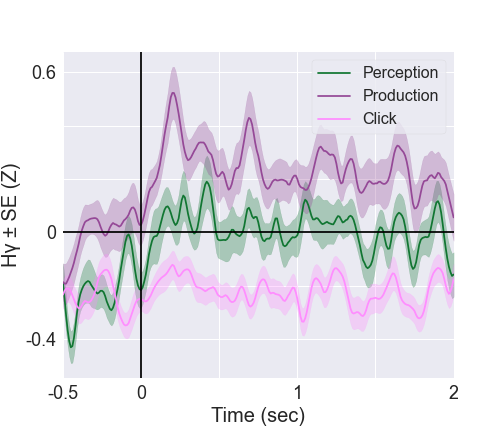 Hγ ± SE (Z)
0.6
0
-0.4
Perception
Production
Click
-0.5 0 1 2
Time (sec)